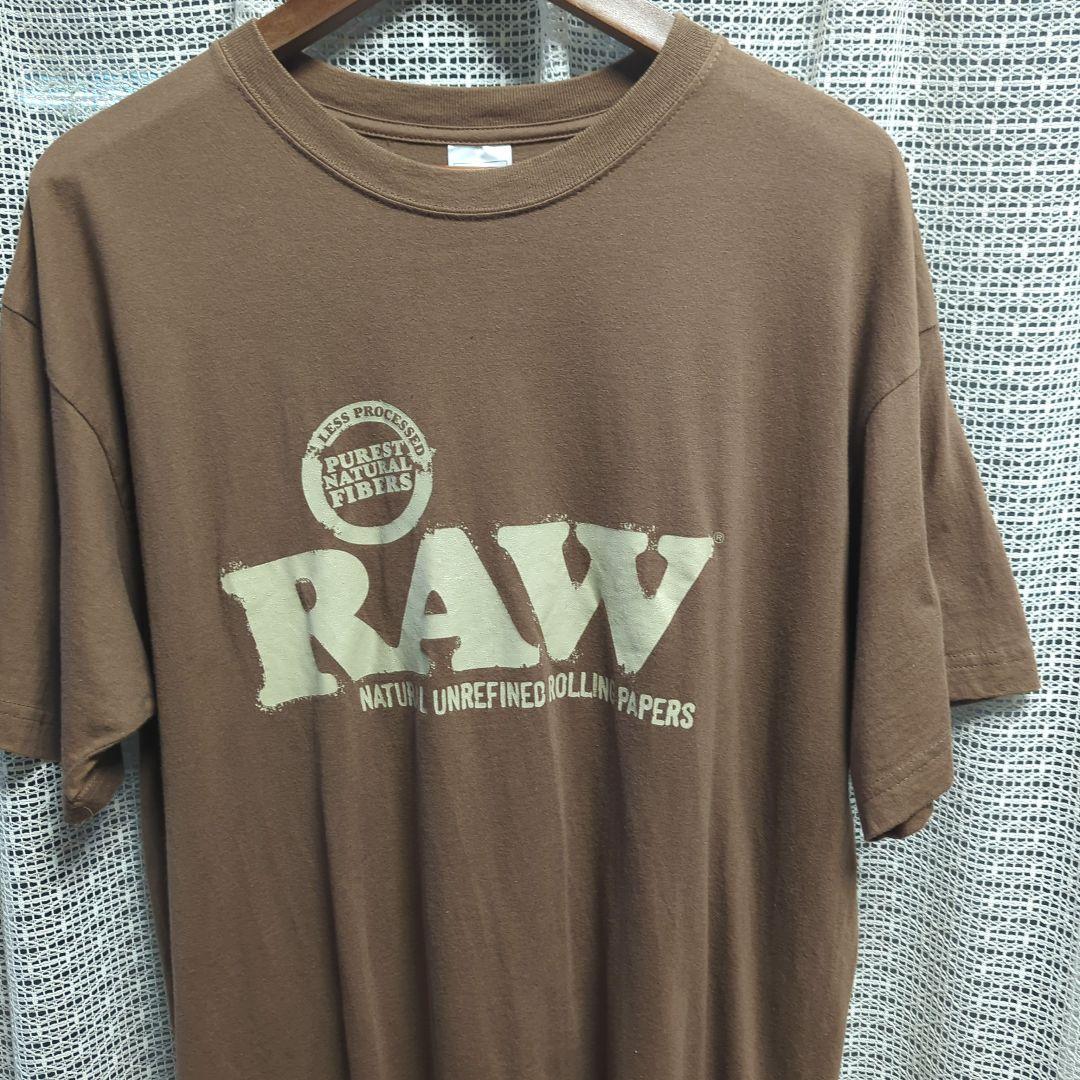 LESS PROCESSED
PUREST
NATURAL
FIBERS
RAW®
NATURAL UNREFINED ROLLING PAPERS